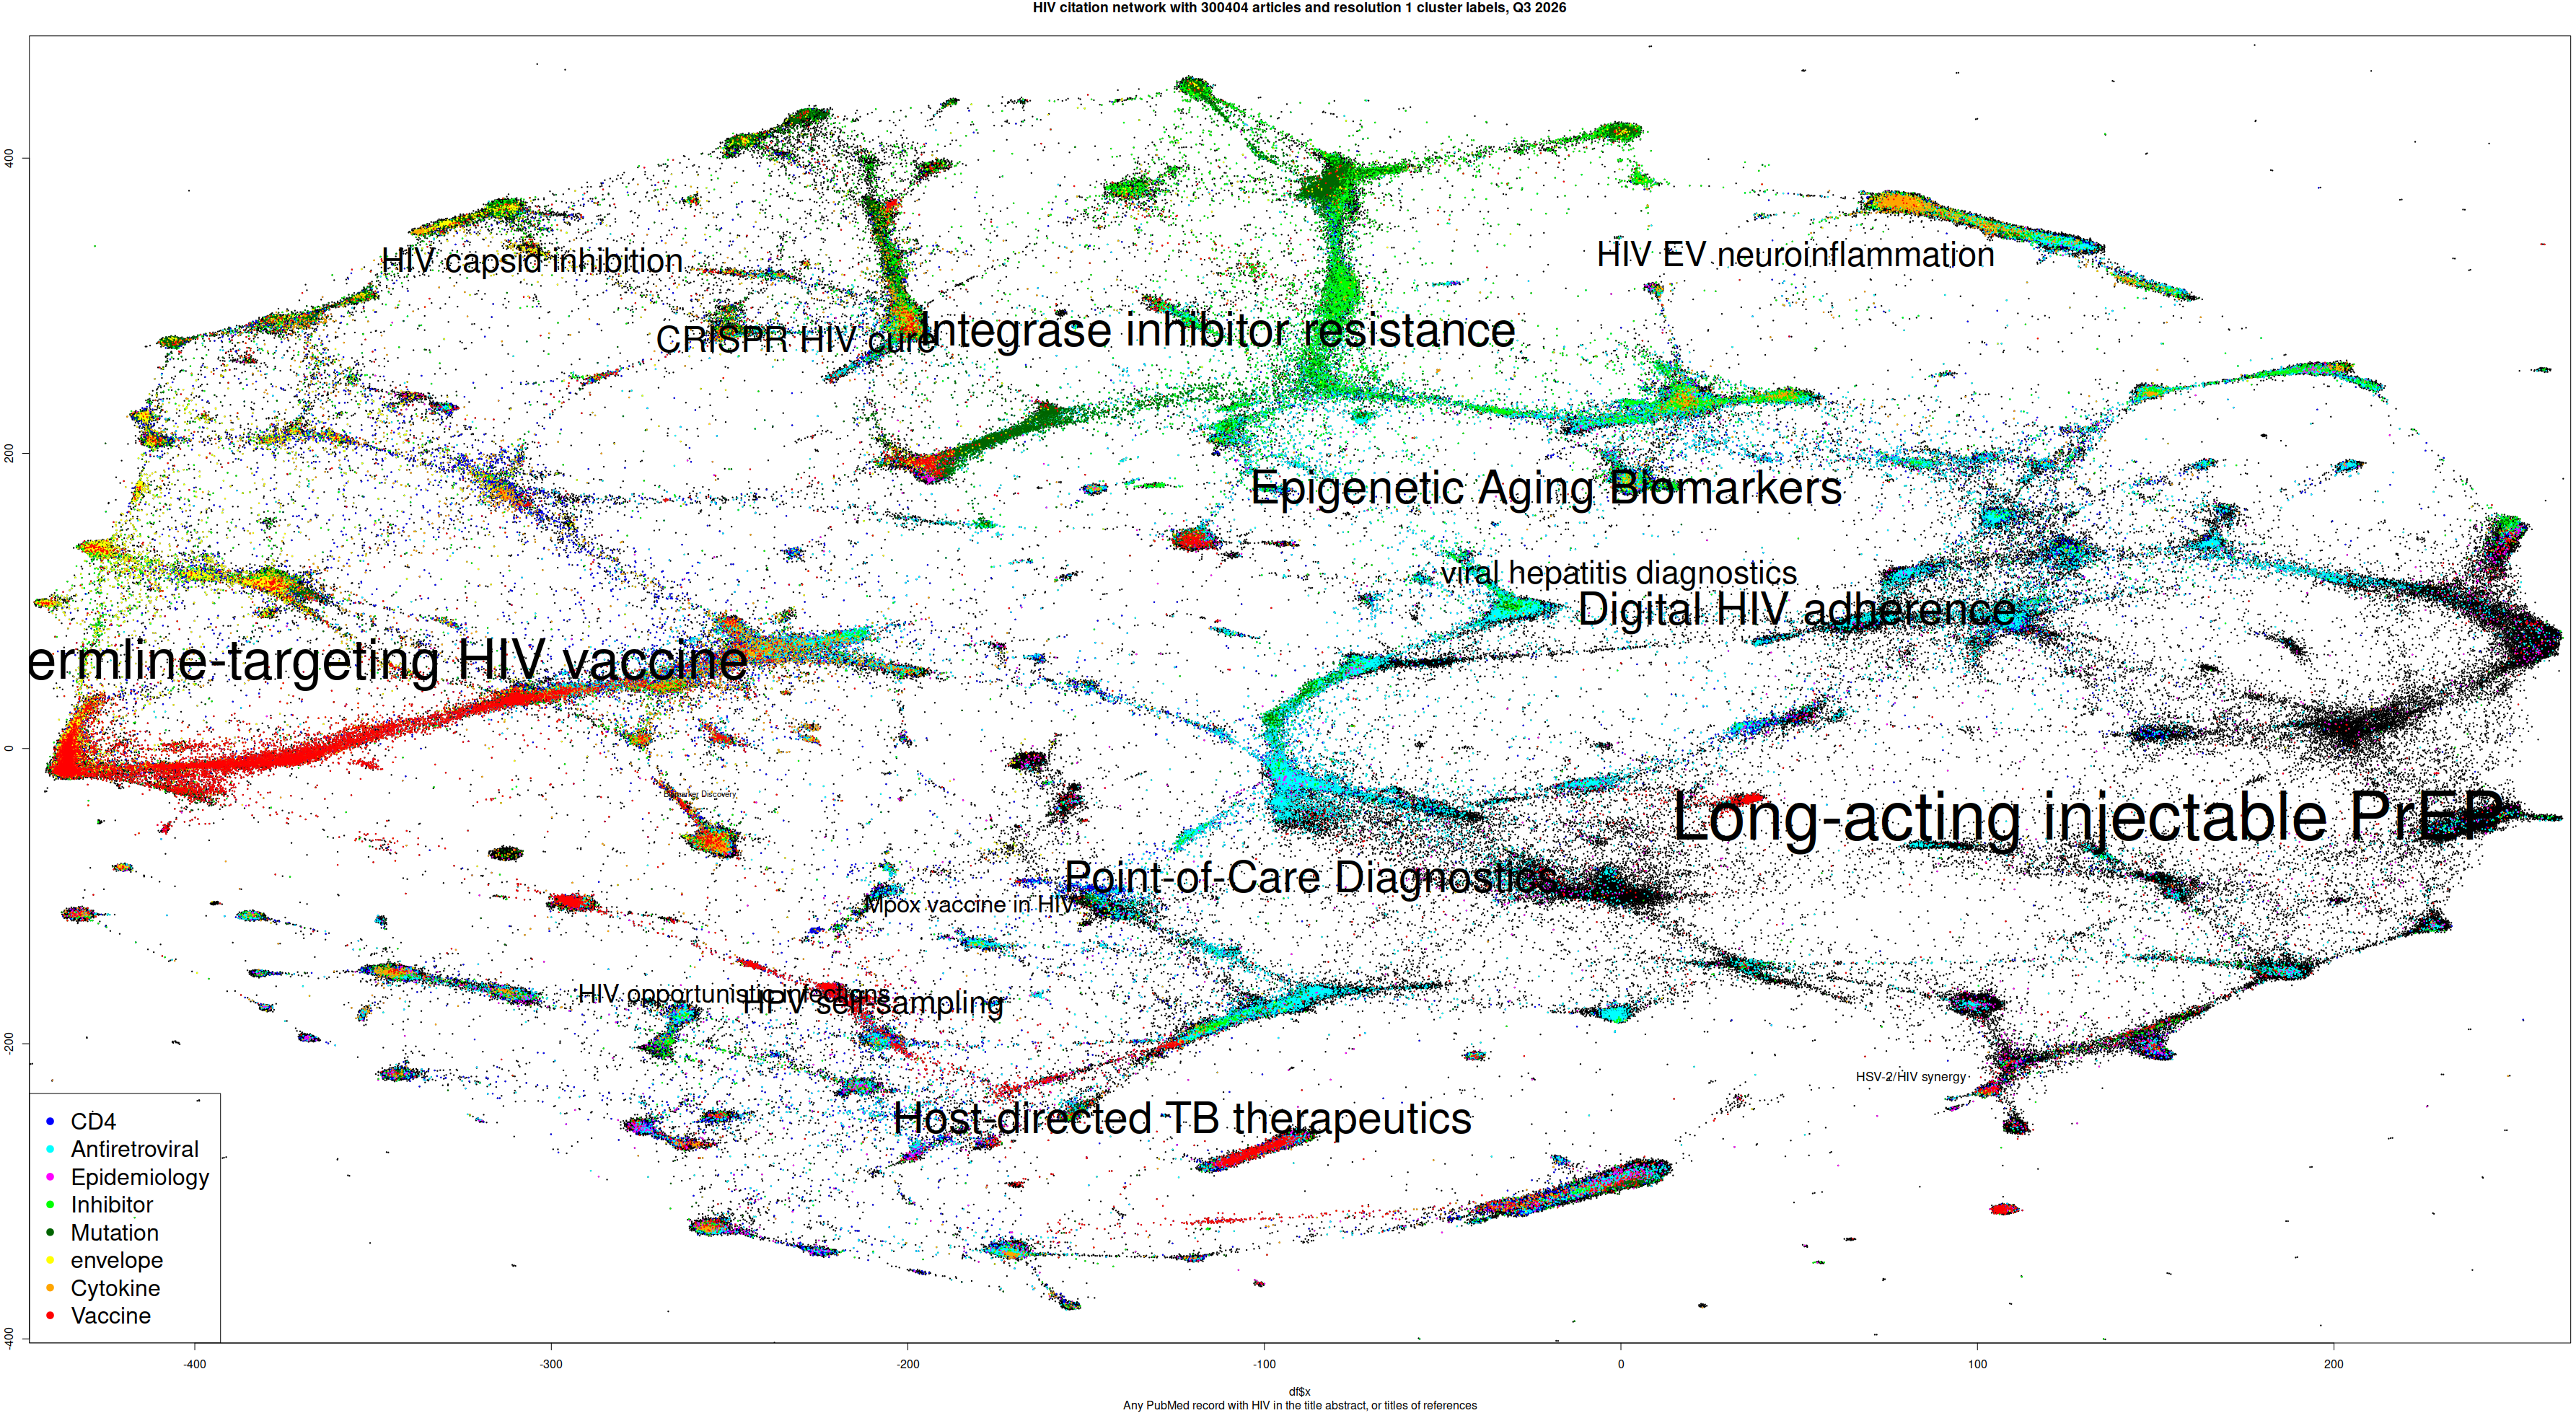 HIV citation network with 300404 articles and resolution 1 cluster labels, Q3 2026
400
200
0
-200
-400
HIV EV neuroinflammation
HIV capsid inhibition
Integrase inhibitor resistance
CRISPR HIV cure
Epigenetic Aging Biomarkers
viral hepatitis diagnostics
Digital HIV adherence
ermline-targeting HIV vaccine
Biomarker Discovery
Long-acting injectable PrEP
Point-of-Care Diagnostics
Mpox vaccine in HIV
HIV opportunistic infections
HPV self-sampling
HSV-2/HIV synergy
Host-directed TB therapeutics
CD4
Antiretroviral
Epidemiology
Inhibitor
Mutation
envelope
Cytokine
Vaccine
-400 -300 -200 -100 0 100 200
df$x
Any PubMed record with HIV in the title abstract, or titles of references